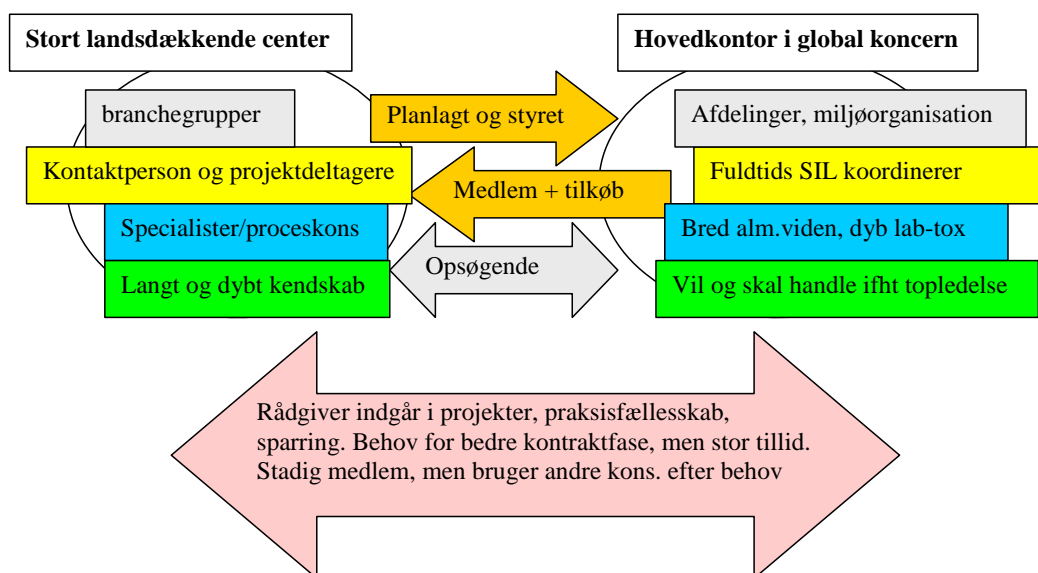 Stort landsdækkende center
Hovedkontor i global koncern
branchegrupper
Planlagt og styret
Afdelinger, miljøorganisation
Kontaktperson og projektdeltagere
Medlem + tilkøb
Fuldtids SIL koordinerer
Specialister/proceskons
Bred alm.viden, dyb lab-tox
Opsøgende
Langt og dybt kendskab
Vil og skal handle ifht topledelse
Rådgiver indgår i projekter, praksisfællesskab,
sparring. Behov for bedre kontraktfase, men stor tillid.
Stadig medlem, men bruger andre kons. efter behov